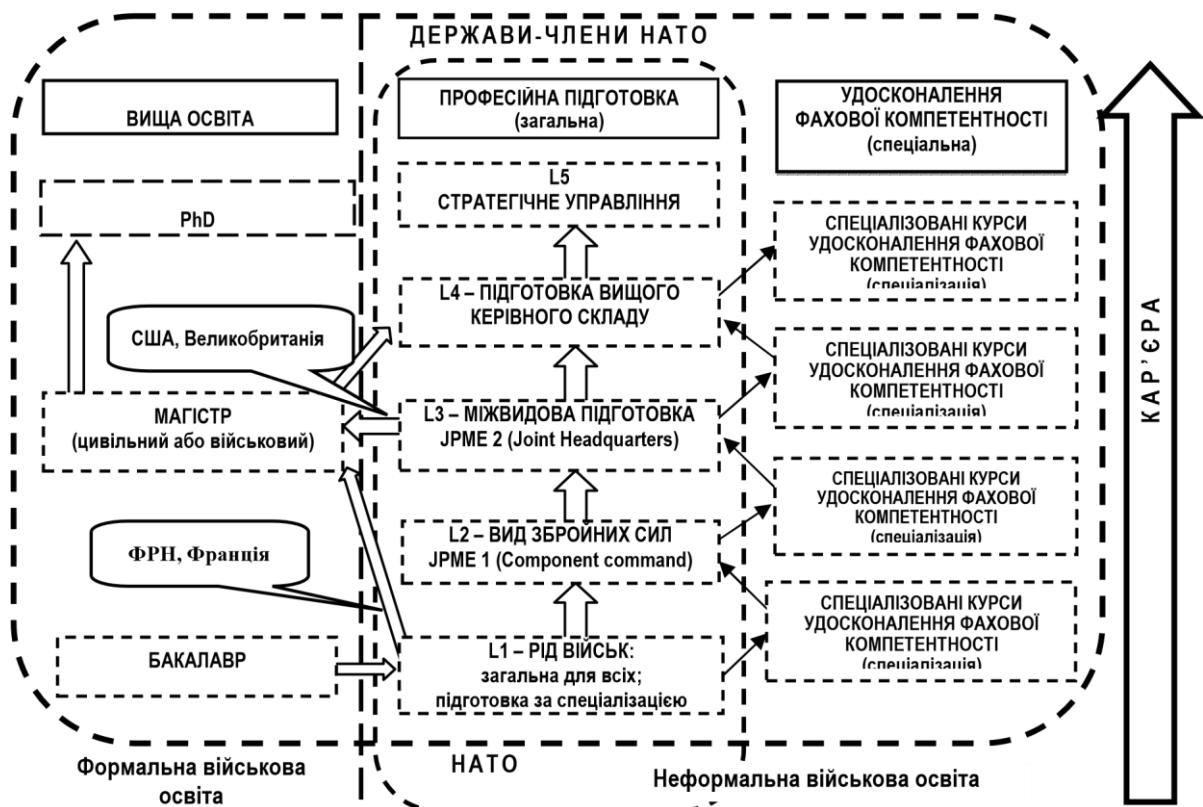 ДЕРЖАВИ-ЧЛЕНИ НАТО
ВИЩА ОСВІТА
ПРОФЕСІЙНА ПІДГОТОВКА
(загальна)
УДОСКОНАЛЕННЯ
ФАХОВОЇ КОМПЕТЕНТНОСТІ
(спеціальна)
PhD
L5
СТРАТЕГІЧНЕ УПРАВЛІННЯ
СПЕЦІАЛІЗОВАНІ КУРСИ
УДОСКОНАЛЕННЯ ФАХОВОЇ
КОМПЕТЕНТНОСТІ
(спеціалізація)
США, Великобританія
L4 – ПІДГОТОВКА ВИЩОГО
КЕРІВНОГО СКЛАДУ
СПЕЦІАЛІЗОВАНІ КУРСИ
УДОСКОНАЛЕННЯ ФАХОВОЇ
КОМПЕТЕНТНОСТІ
(спеціалізація)
МАГІСТР
(цивільний або військовий)
L3 – МІЖВИДОВА ПІДГОТОВКА
JPME 2 (Joint Headquarters)
СПЕЦІАЛІЗОВАНІ КУРСИ
УДОСКОНАЛЕННЯ ФАХОВОЇ
КОМПЕТЕНТНОСТІ
(спеціалізація)
ФРН, Франція
L2 – ВИД ЗБРОЙНИХ СИЛ
JPME 1 (Component command)
СПЕЦІАЛІЗОВАНІ КУРСИ
УДОСКОНАЛЕННЯ ФАХОВОЇ
КОМПЕТЕНТНОСТІ
(спеціалізація)
БАКАЛАВР
L1 – РІД ВІЙСЬК:
загальна для всіх;
підготовка за спеціалізацією
КАР’ЄРА
Формальна військова
освіта
НАТО
Неформальна військова освіта